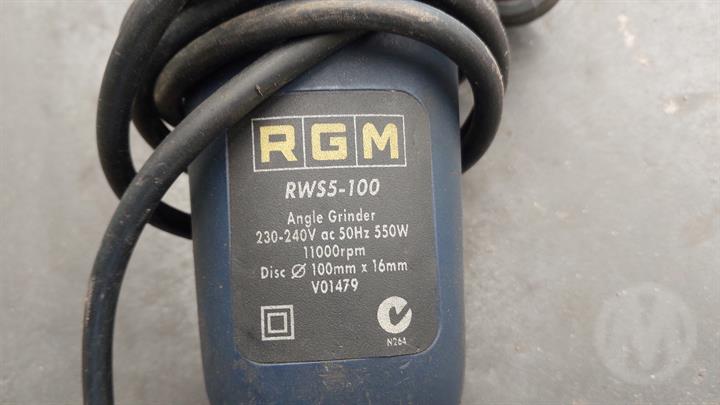 RGM
RWS5-100
Angle Grinder
230-240V ac 50Hz 550W
11000rpm
Disc Ø 100mm x 16mm
V01479
N264